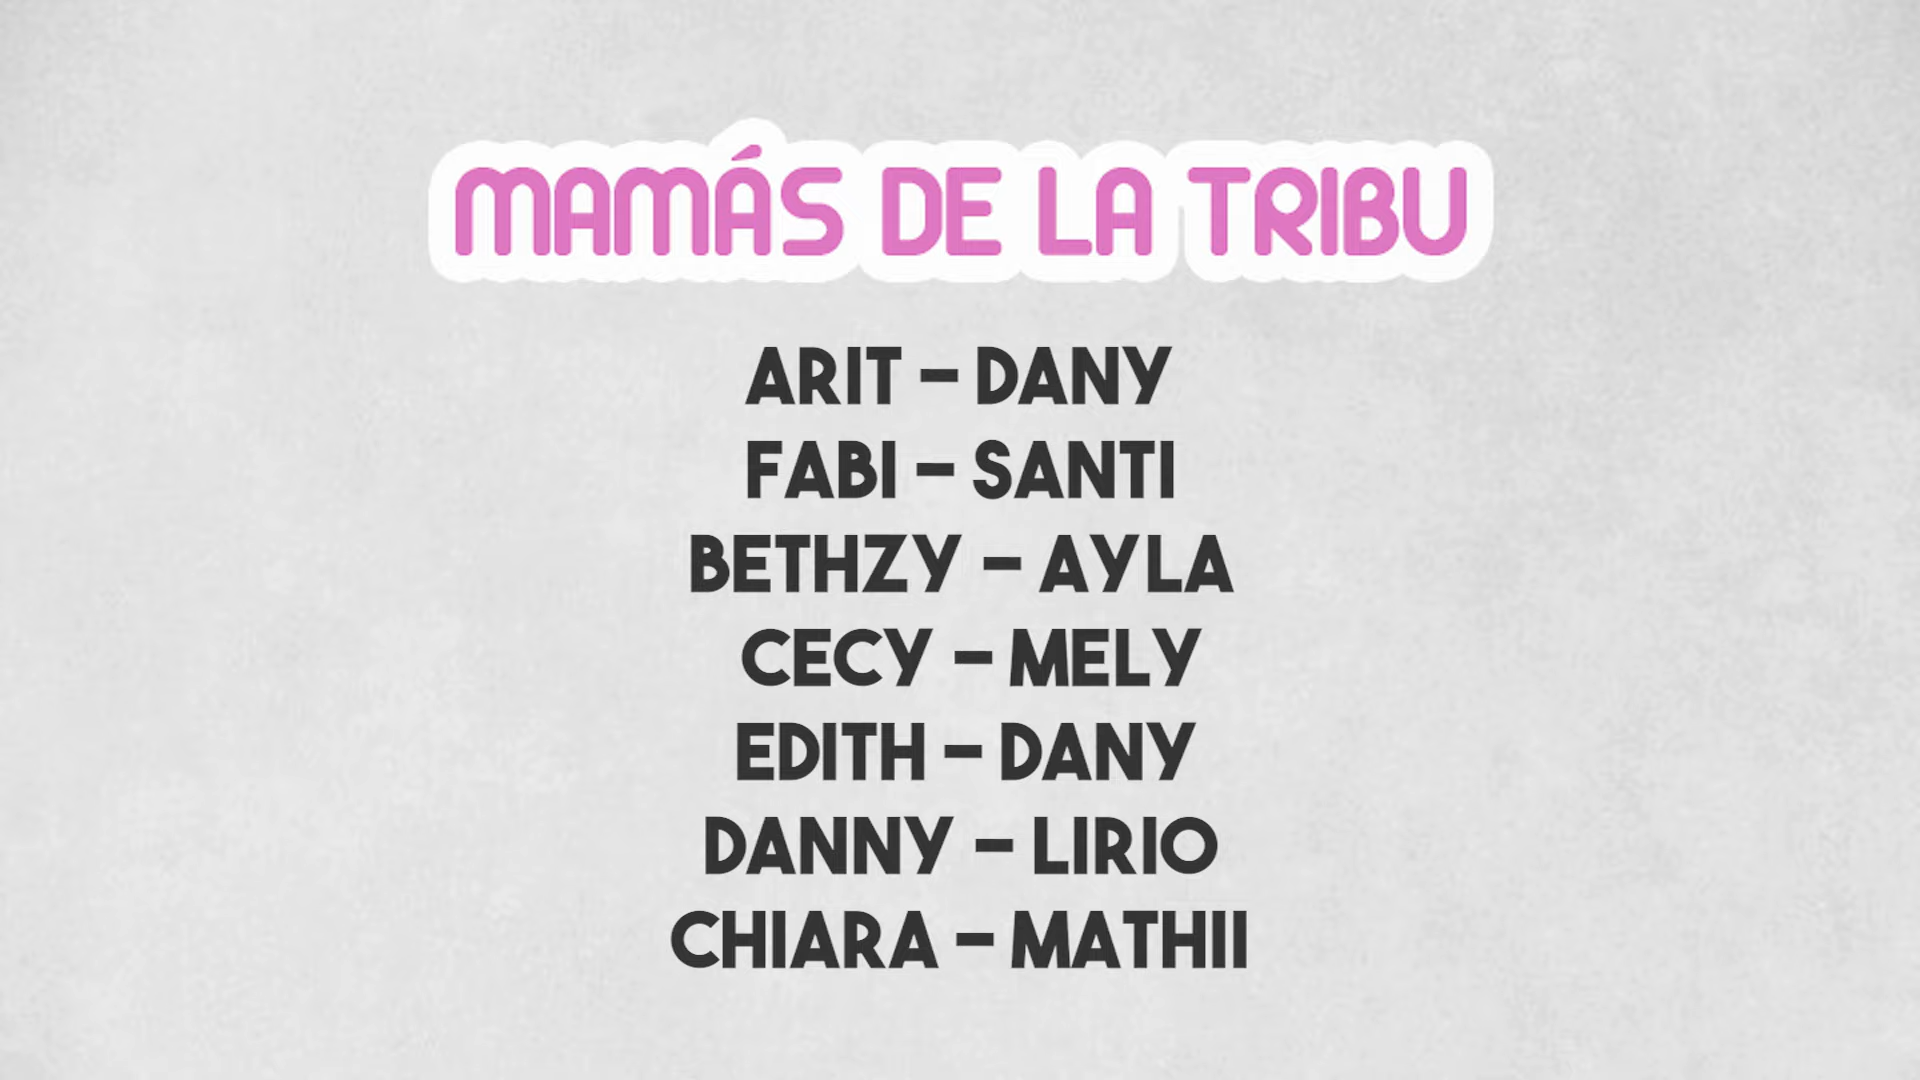 MAMÁS DE LA TRIBU
ARIT - DANY
FABI - SANTI
BETHZY - AYLA
CECY - MELY
EDITH - DANY
DANNY - LIRIO
CHIARA - MATHII